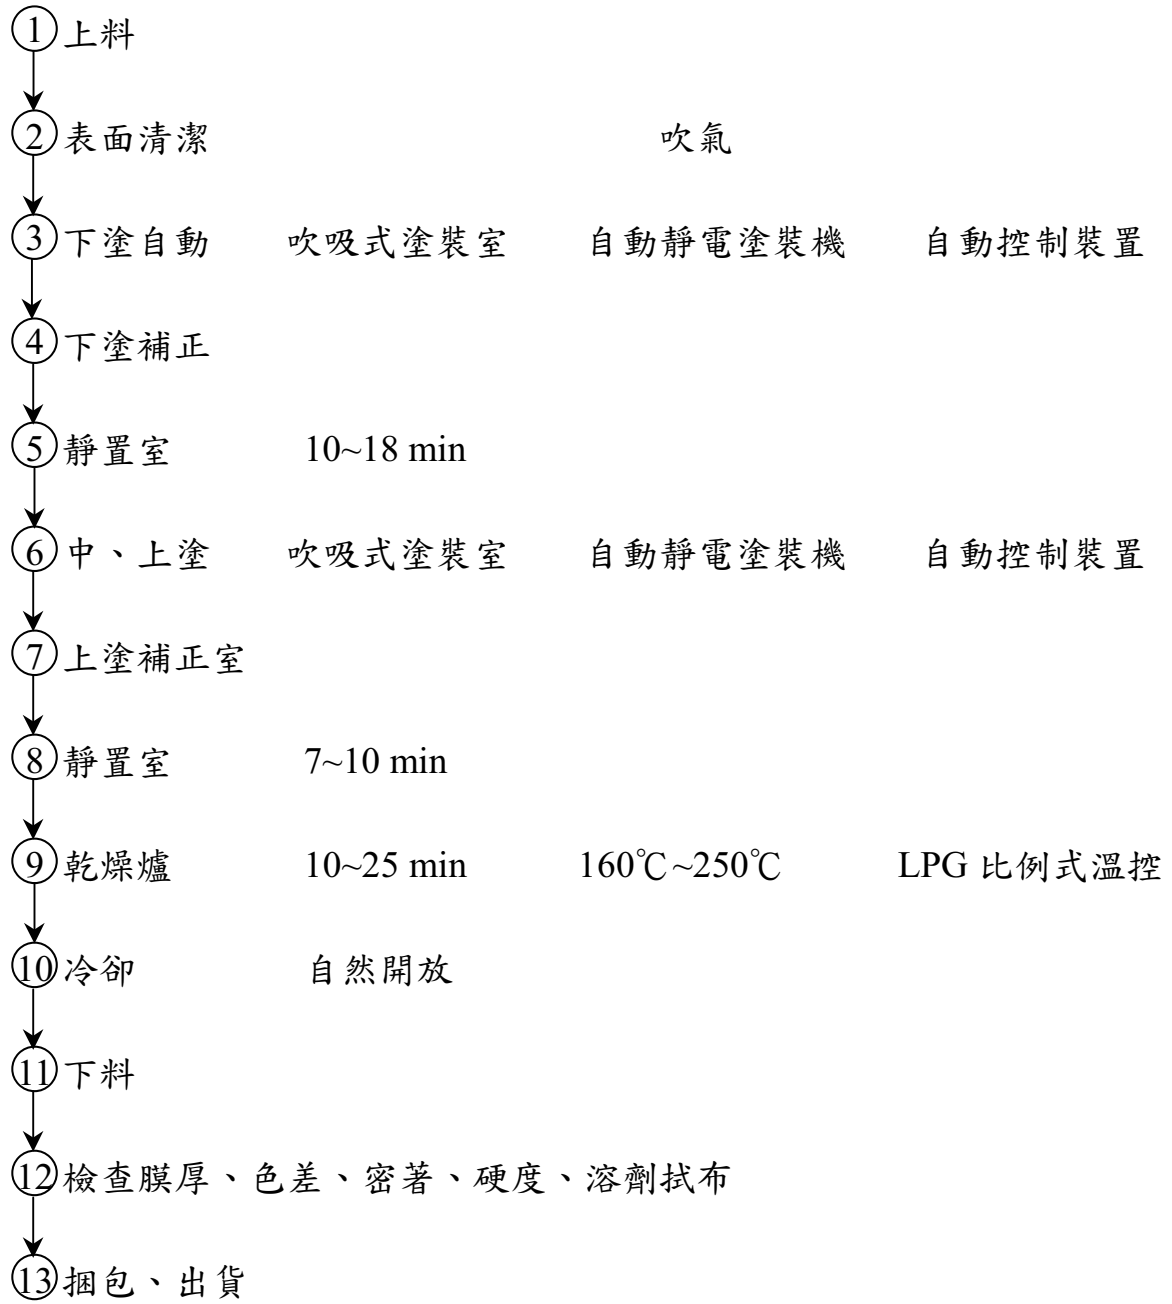 ①上料
②表面清潔 吹氣
③下塗自動 吹吸式塗裝室 自動靜電塗裝機 自動控制裝置
④下塗補正
⑤靜置室 10~18 min
⑥中、上塗 吹吸式塗裝室 自動靜電塗裝機 自動控制裝置
⑦上塗補正室
⑧靜置室 7~10 min
⑨乾燥爐 10~25 min 160℃~250℃ LPG 比例式溫控
⑩冷卻 自然開放
⑪下料
⑫檢查膜厚、色差、密著、硬度、溶劑拭布
⑬捆包、出貨